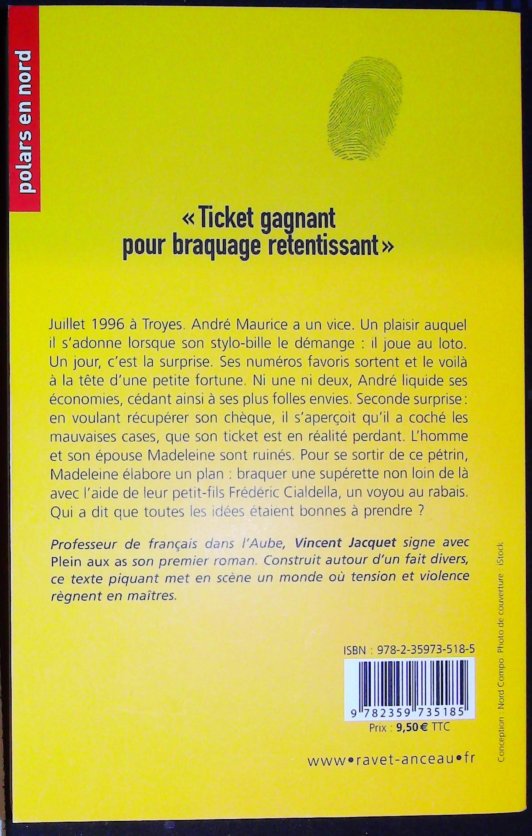 polars en nord
« Ticket gagnant
pour braquage retentissant »
Juillet 1996 à Troyes. André Maurice a un vice. Un plaisir auquel
il s’adonne lorsque son stylo-bille le démange : il joue au loto.
Un jour, c’est la surprise. Ses numéros favoris sortent et le voilà
à la tête d’une petite fortune. Ni une ni deux, André liquide ses
économies, cédant ainsi à ses plus folles envies. Seconde surprise :
en voulant récupérer son chèque, il s’aperçoit qu’il a coché les
mauvaises cases, que son ticket est en réalité perdant. L’homme
et son épouse Madeleine sont ruinés. Pour se sortir de ce pétrin,
Madeleine élabore un plan : braquer une supérette non loin de là
avec l’aide de leur petit-fils Frédéric Cialdella, un voyou au rabais.
Qui a dit que toutes les idées étaient bonnes à prendre ?
Professeur de français dans l’Aube, Vincent Jacquet signe avec
Plein aux as son premier roman. Construit autour d’un fait divers,
ce texte piquant met en scène un monde où tension et violence
règnent en maîtres.
ISBN : 978-2-35973-518-5
9 782359 735185
Prix : 9,50 € TTC
www•ravet-anceau•fr
Conception : Nord Compo Photo de couverture : iStock